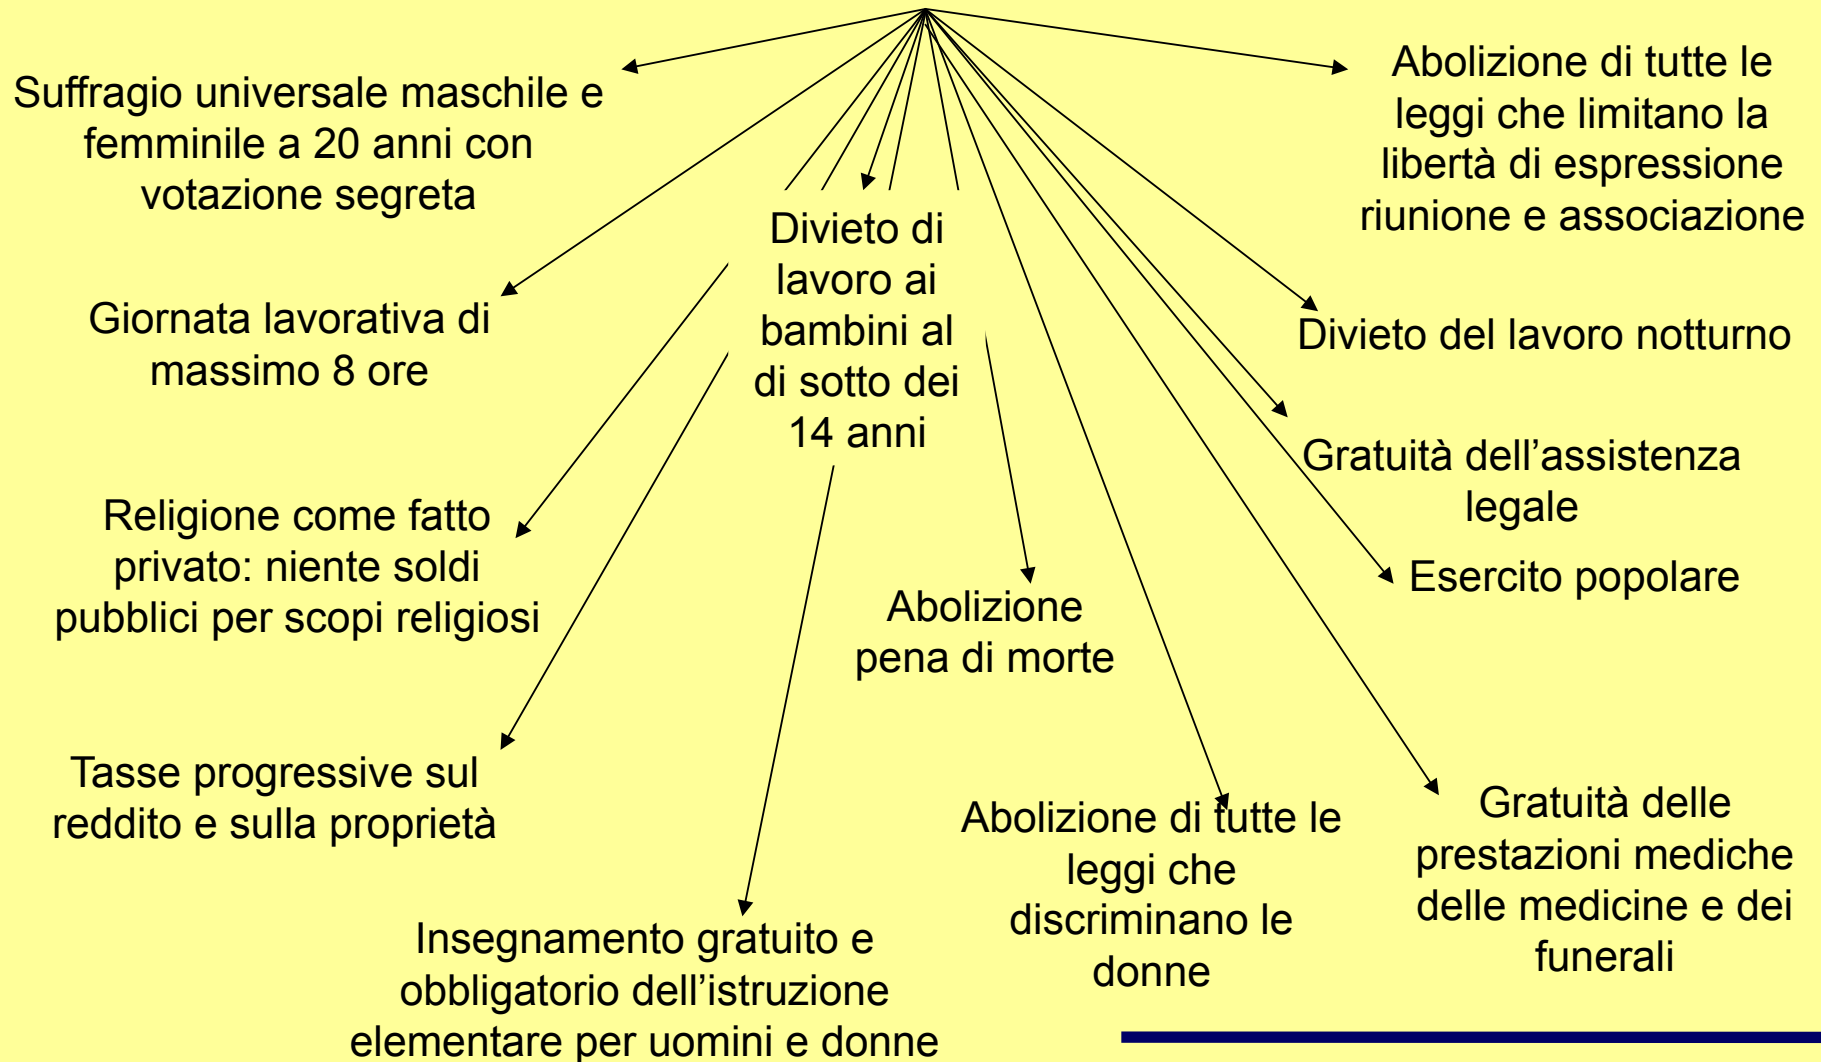 Suffragio universale maschile e
femminile a 20 anni con
votazione segreta
Abolizione di tutte le
leggi che limitano la
libertà di espressione
riunione e associazione
Divieto di
lavoro ai
bambini al
di sotto dei
14 anni
Giornata lavorativa di
massimo 8 ore
Divieto del lavoro notturno
Gratuità dell’assistenza
legale
Religione come fatto
privato: niente soldi
pubblici per scopi religiosi
Esercito popolare
Abolizione
pena di morte
Tasse progressive sul
reddito e sulla proprietà
Abolizione di tutte le
leggi che
discriminano le
donne
Gratuità delle
prestazioni mediche
delle medicine e dei
funerali
Insegnamento gratuito e
obbligatorio dell’istruzione
elementare per uomini e donne